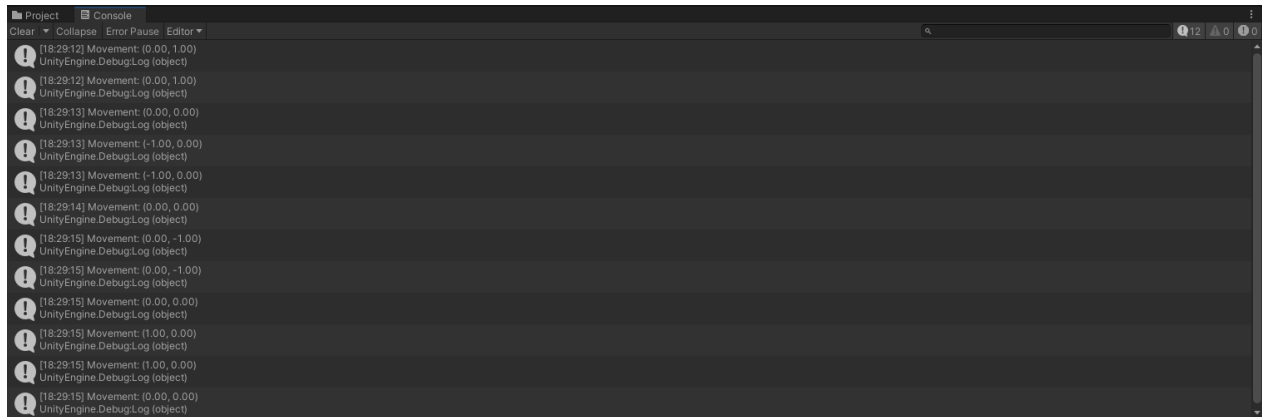 Project Console
Clear Collapse Error Pause Editor 12 0 0
[18:29:12] Movement: (0.00, 1.00)
UnityEngine.Debug:Log (object)
[18:29:12] Movement: (0.00, 1.00)
UnityEngine.Debug:Log (object)
[18:29:13] Movement: (0.00, 0.00)
UnityEngine.Debug:Log (object)
[18:29:13] Movement: (-1.00, 0.00)
UnityEngine.Debug:Log (object)
[18:29:13] Movement: (-1.00, 0.00)
UnityEngine.Debug:Log (object)
[18:29:14] Movement: (0.00, 0.00)
UnityEngine.Debug:Log (object)
[18:29:15] Movement: (0.00, -1.00)
UnityEngine.Debug:Log (object)
[18:29:15] Movement: (0.00, -1.00)
UnityEngine.Debug:Log (object)
[18:29:15] Movement: (0.00, 0.00)
UnityEngine.Debug:Log (object)
[18:29:15] Movement: (1.00, 0.00)
UnityEngine.Debug:Log (object)
[18:29:15] Movement: (1.00, 0.00)
UnityEngine.Debug:Log (object)
[18:29:15] Movement: (0.00, 0.00)
UnityEngine.Debug:Log (object)